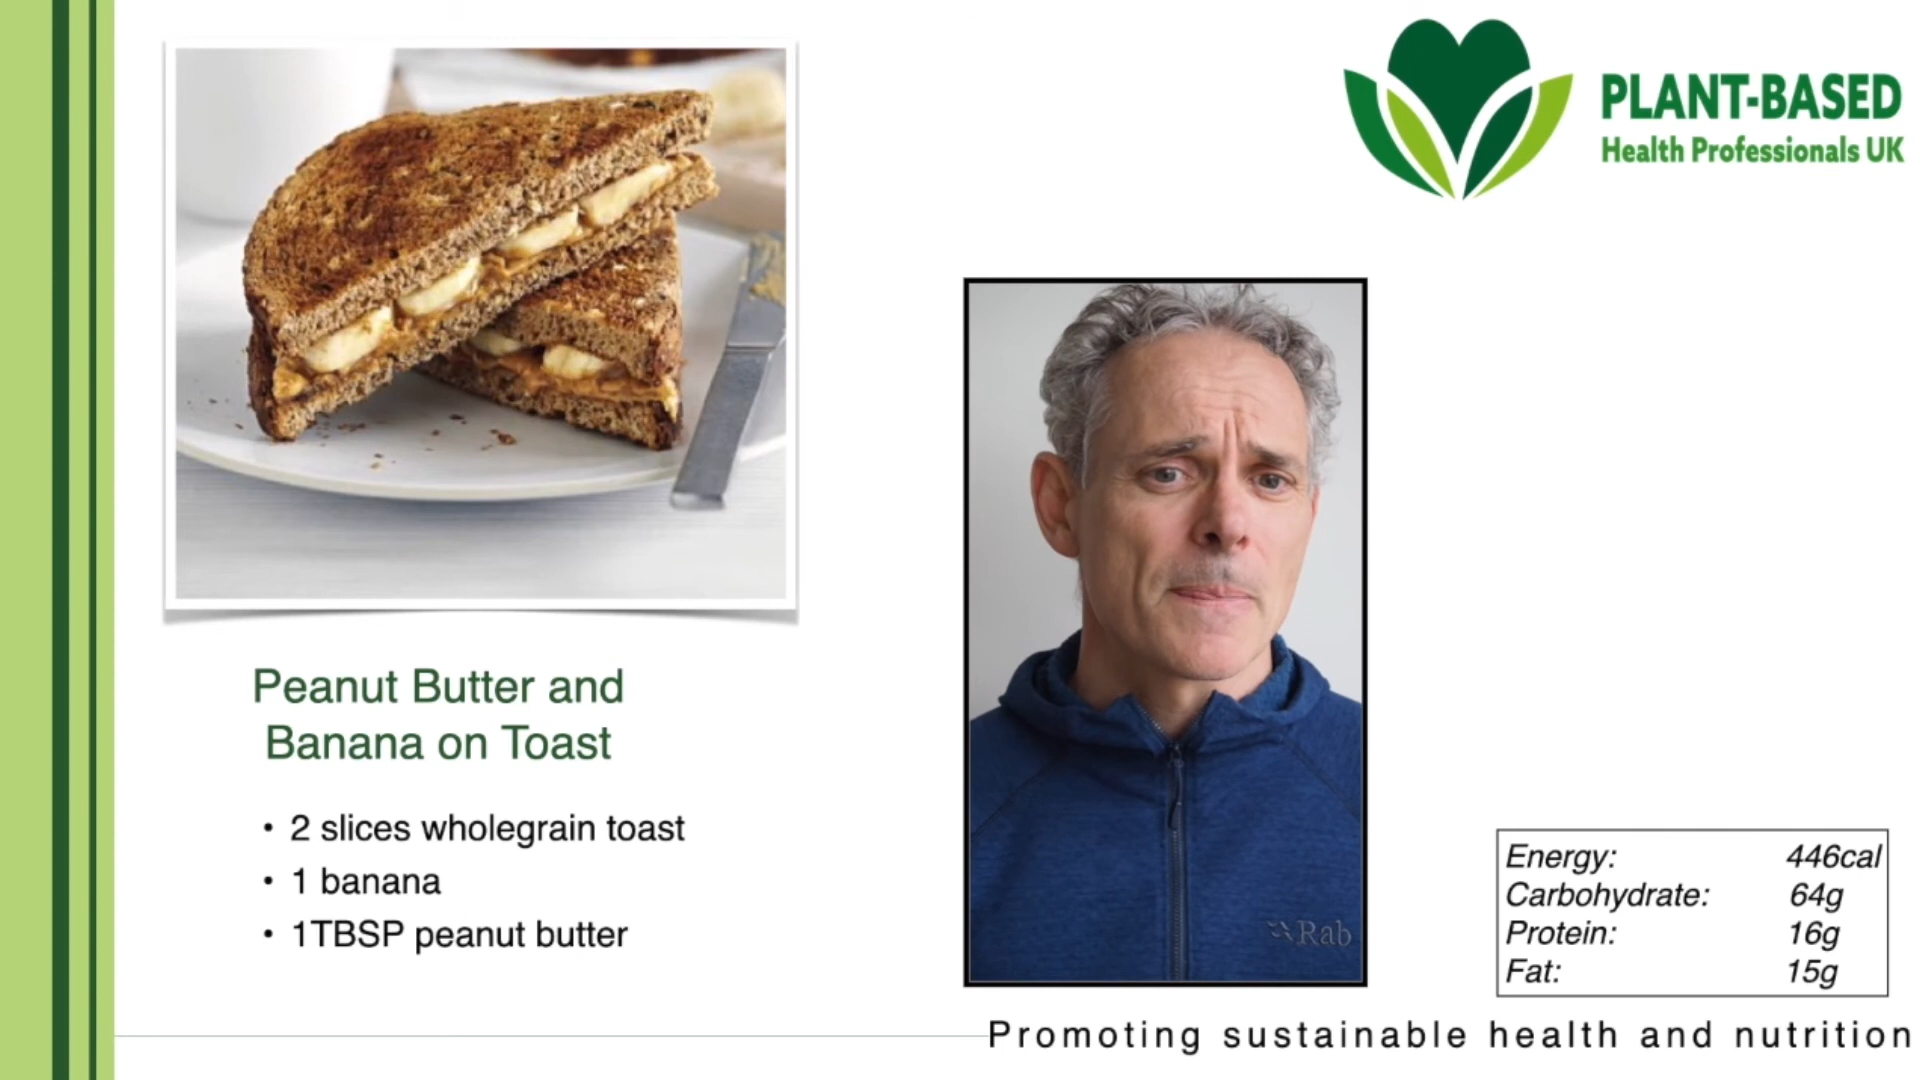 PLANT-BASED
Health Professionals UK
Peanut Butter and
Banana on Toast
• 2 slices wholegrain toast
• 1 banana
• 1TBSP peanut butter
Rab
Energy: 446cal
Carbohydrate: 64g
Protein: 16g
Fat: 15g
Promoting sustainable health and nutrition